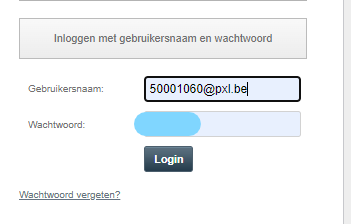 Inloggen met gebruikersnaam en wachtwoord
Gebruikersnaam: 50001060@pxl.be
Wachtwoord:
Login
Wachtwoord vergeten?